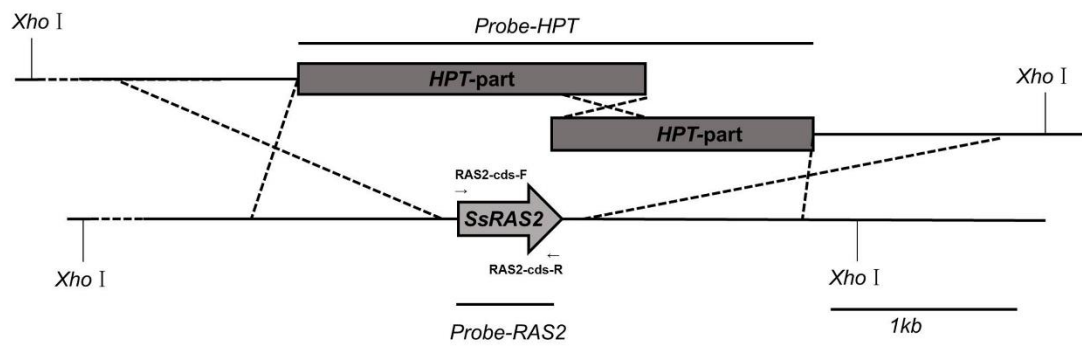 Probe-HPT
Xho Ⅰ
HPT-part
Xho Ⅰ
HPT-part
RAS2-cds-F
→
SsRAS2
←
RAS2-cds-R
Xho Ⅰ
Xho Ⅰ
Probe-RAS2
1kb